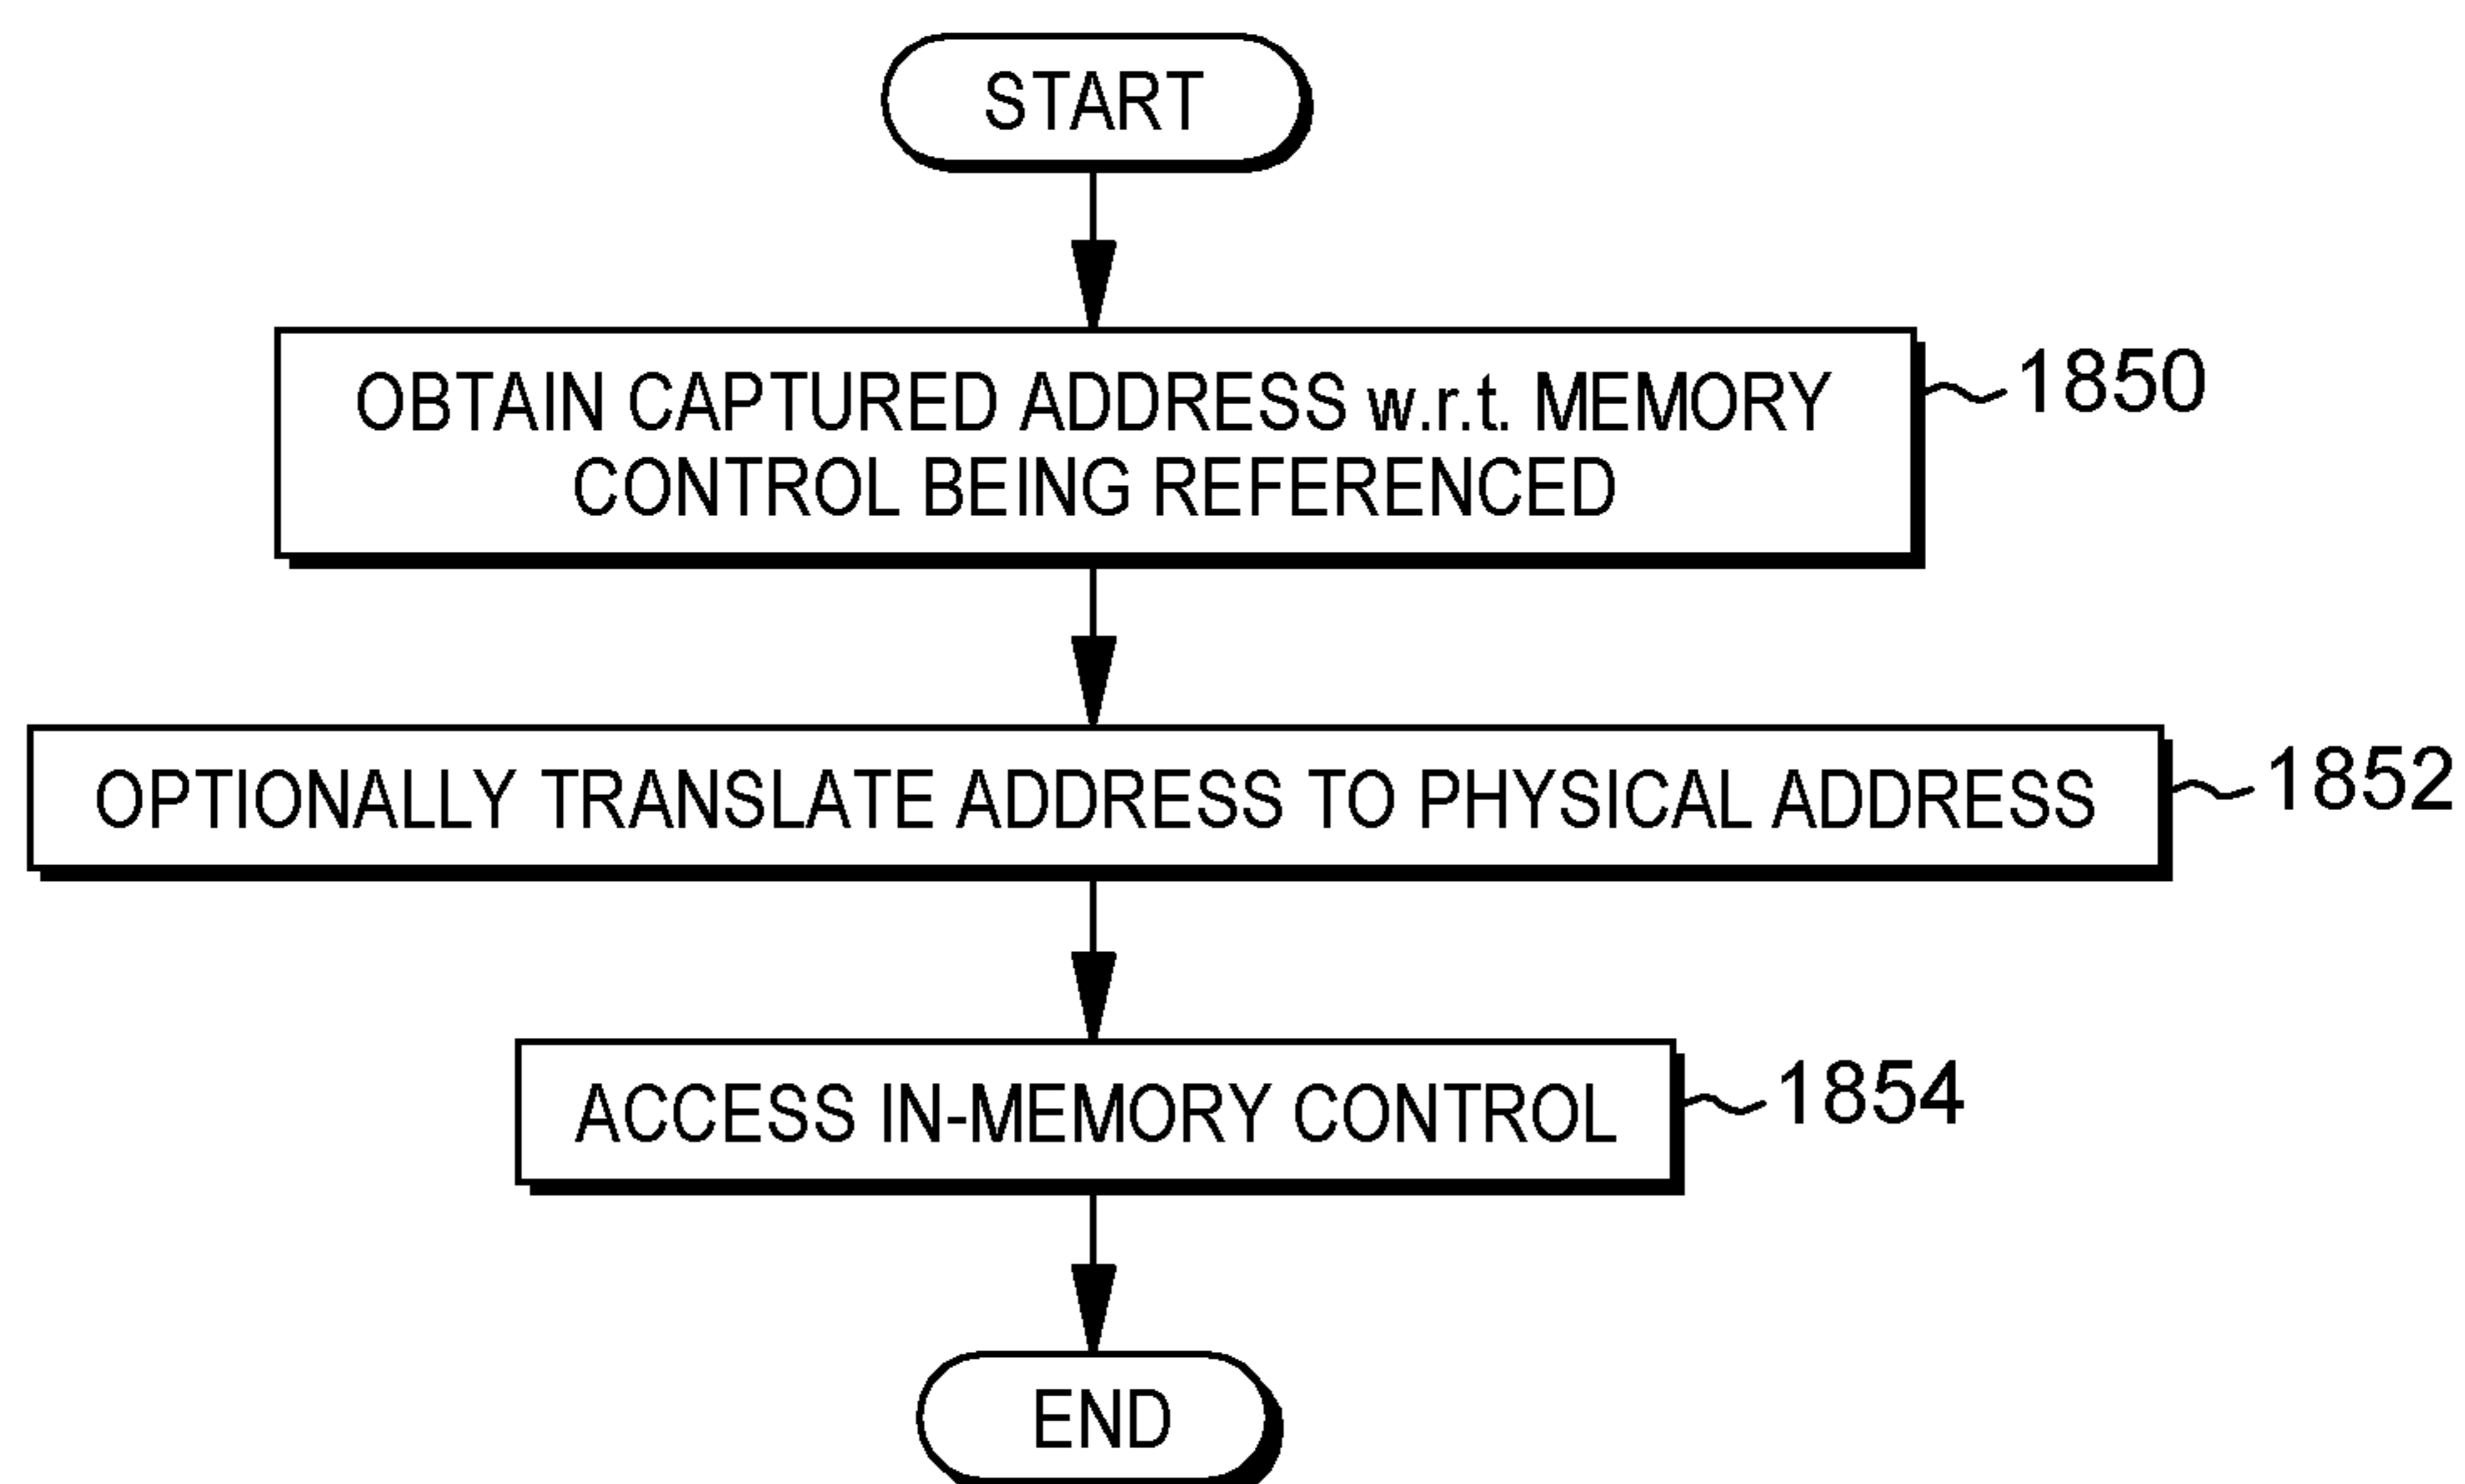 START
OBTAIN CAPTURED ADDRESS w.r.t. MEMORY
CONTROL BEING REFERENCED
1850
OPTIONALLY TRANSLATE ADDRESS TO PHYSICAL ADDRESS
1852
ACCESS IN-MEMORY CONTROL
1854
END